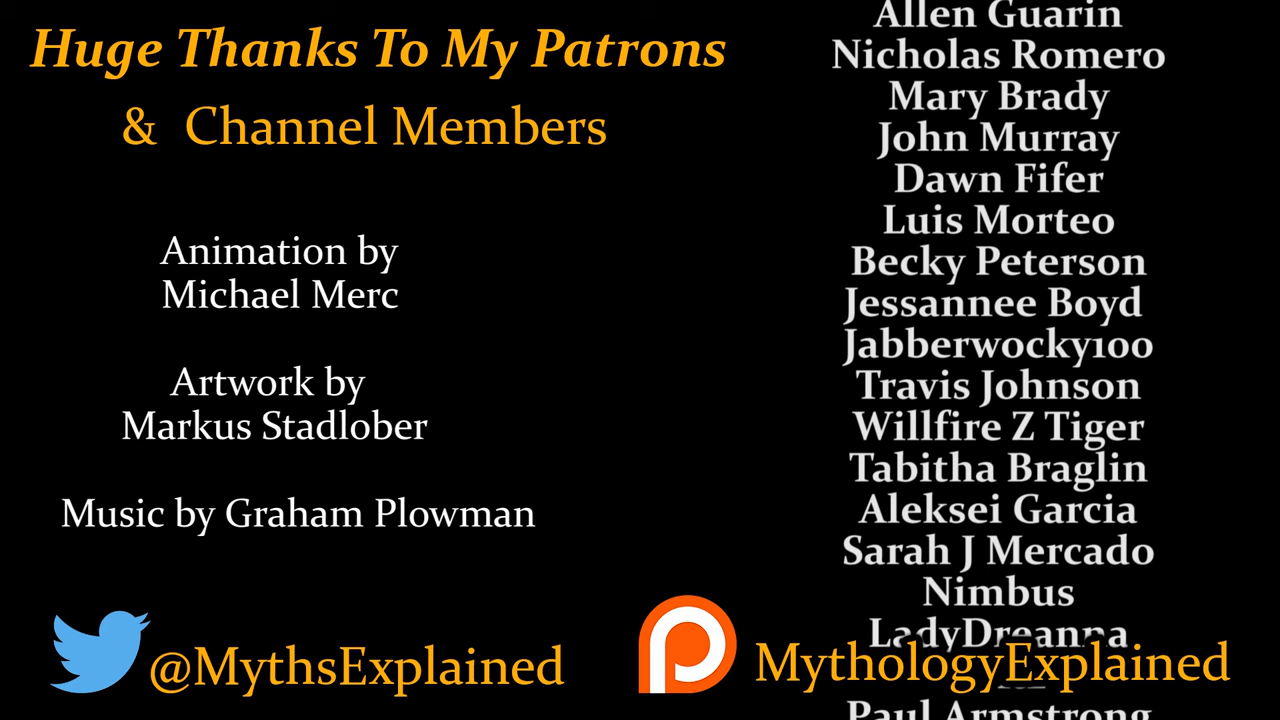 Huge Thanks To My Patrons
& Channel Members
Animation by
Michael Merc
Artwork by
Markus Stadlober
Music by Graham Plowman
@MythsExplained
MythologyExplained
Allen Guarin
Nicholas Romero
Mary Brady
John Murray
Dawn Fifer
Luis Morteo
Becky Peterson
Jessannee Boyd
Jabberwocky100
Travis Johnson
Willfire Z Tiger
Tabitha Braglin
Aleksei Garcia
Sarah J Mercado
Nimbus
LadyDreanna
Paul Armstrong